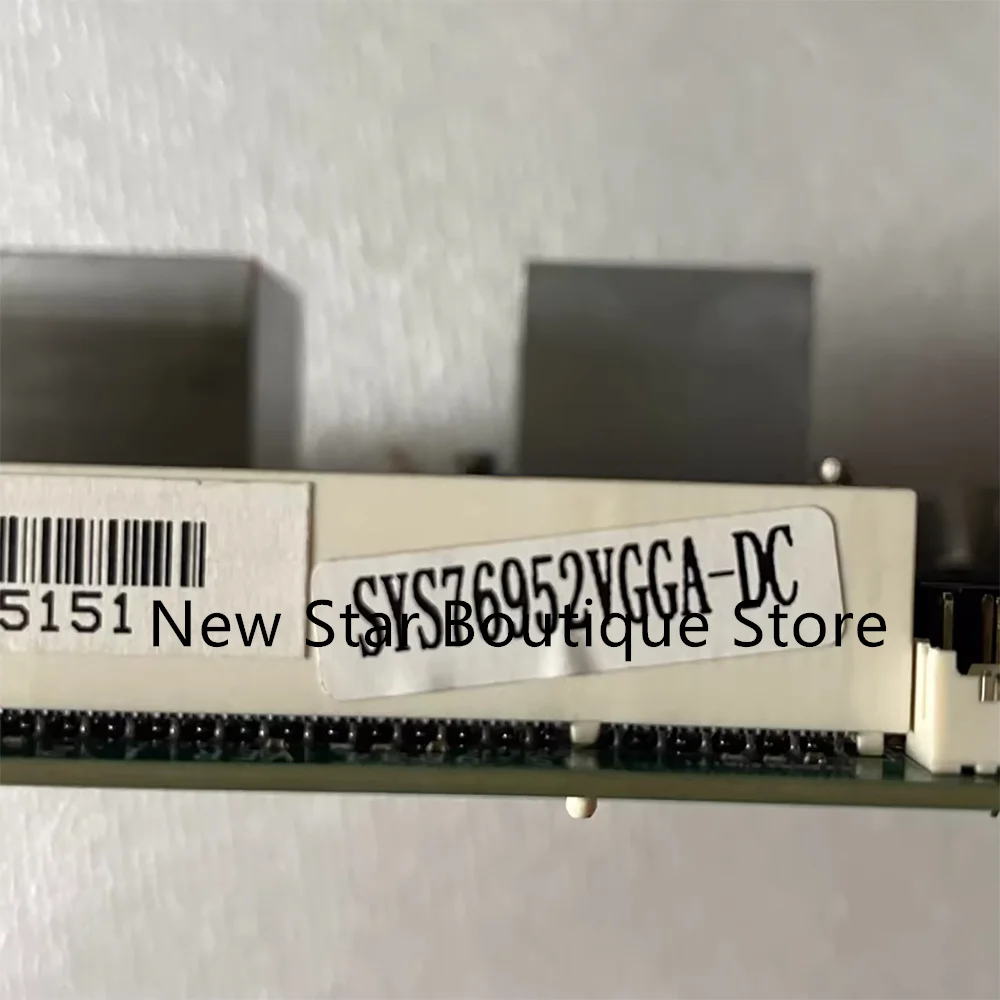 SYS76952VGGA-DC
5151
New Star Boutique Store